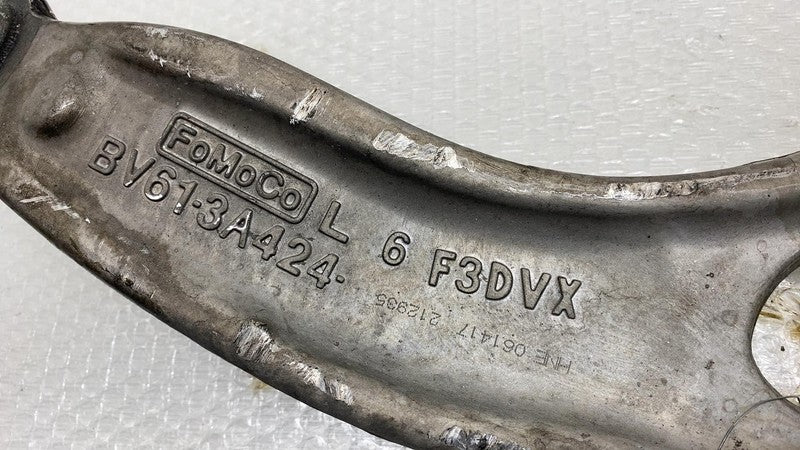 FoMoCo
BV61-3A424-
L 6 F3DVX
HNE 061417 212935